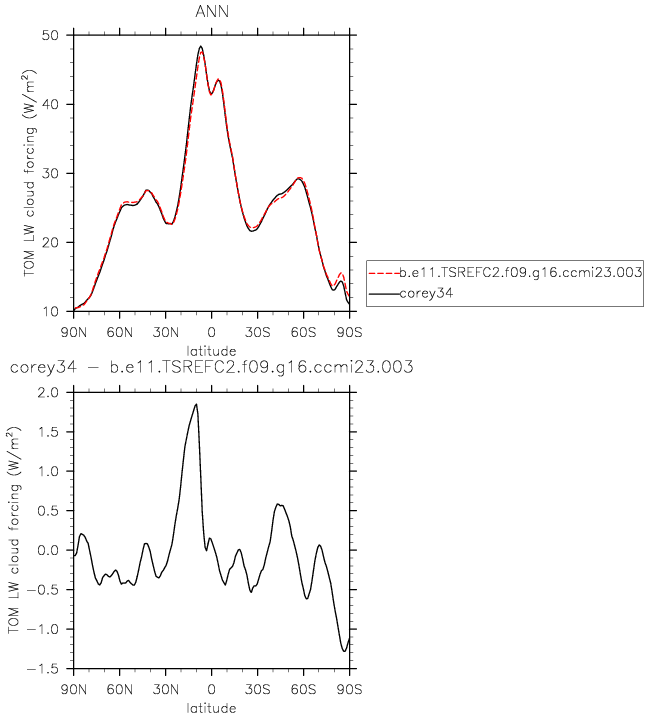 ANN
TOM LW cloud forcing (W/m²)
50
40
30
20
10
90N 60N 30N 0 30S 60S 90S
latitude
b.e11.TSREFC2.f09.g16.ccmi23.003
corey34
corey34 − b.e11.TSREFC2.f09.g16.ccmi23.003
TOM LW cloud forcing (W/m²)
2.0
1.5
1.0
0.5
0.0
−0.5
−1.0
−1.5
90N 60N 30N 0 30S 60S 90S
latitude